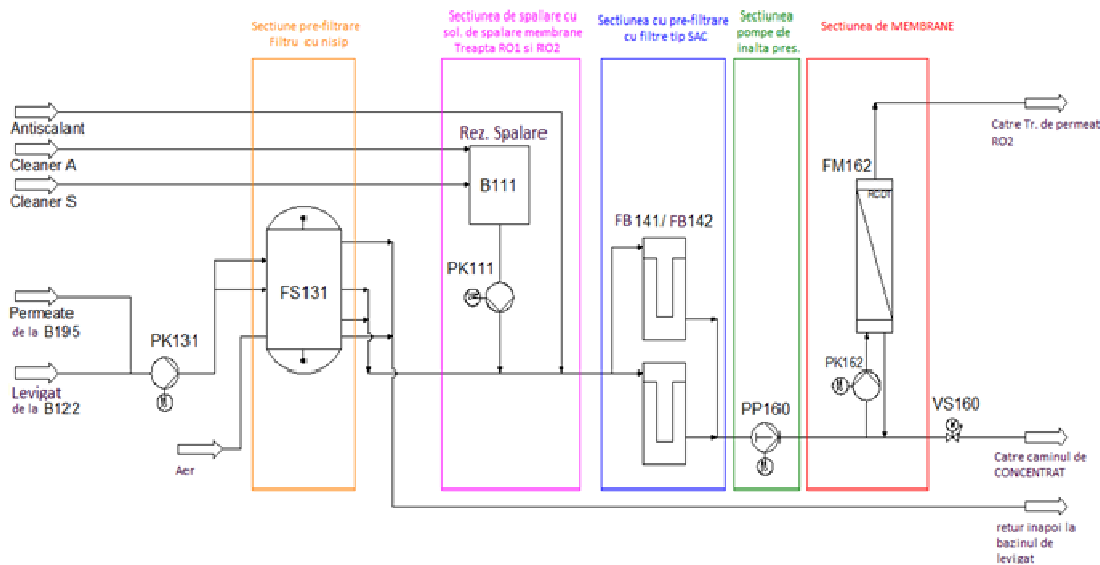 Sectiune pre-filtrare
Filtru cu nisip
Sectiunea de spallare cu
sol. de spalare membrane
Treapta RO1 si RO2
Sectiunea cu pre-filtrare
cu filtre tip SAC
Sectiunea
pompe de
inalta pres.
Sectiunea de MEMBRANE
Antiscalant
Cleaner A
Cleaner S
Rez. Spalare
B111
PK111
FS131
Permeate
de la B195
PK131
Levigat
de la B122
Aer
FB141/ FB142
PP160
FM162
RCDT
PK162
VS160
Catre Tr. de permeat
RO2
Catre caminul de
CONCENTRAT
retur inapoi la
bazinul de
levigat